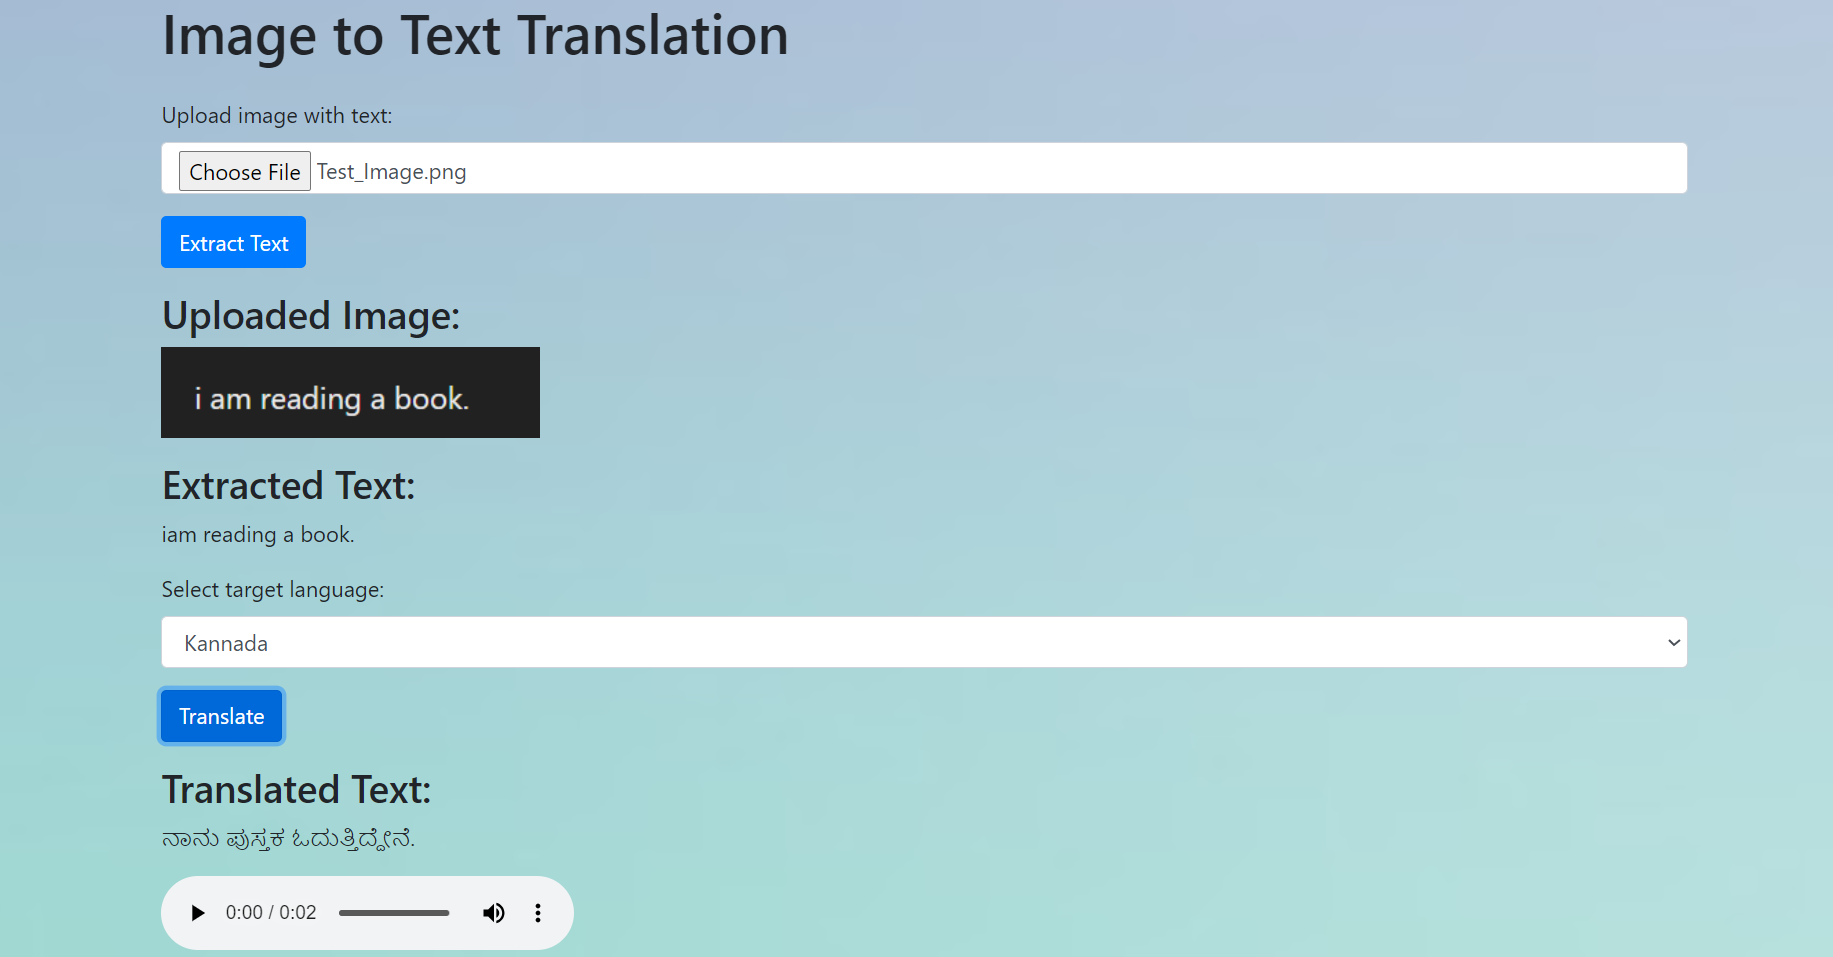 Image to Text Translation
Upload image with text:
Choose File Test_Image.png
Extract Text
Uploaded Image:
i am reading a book.
Extracted Text:
iam reading a book.
Select target language:
Kannada
Translate
Translated Text:
ನಾನು ಪುಸ್ತಕ ಓದುತ್ತಿದ್ದೇನೆ.
0:00 / 0:02